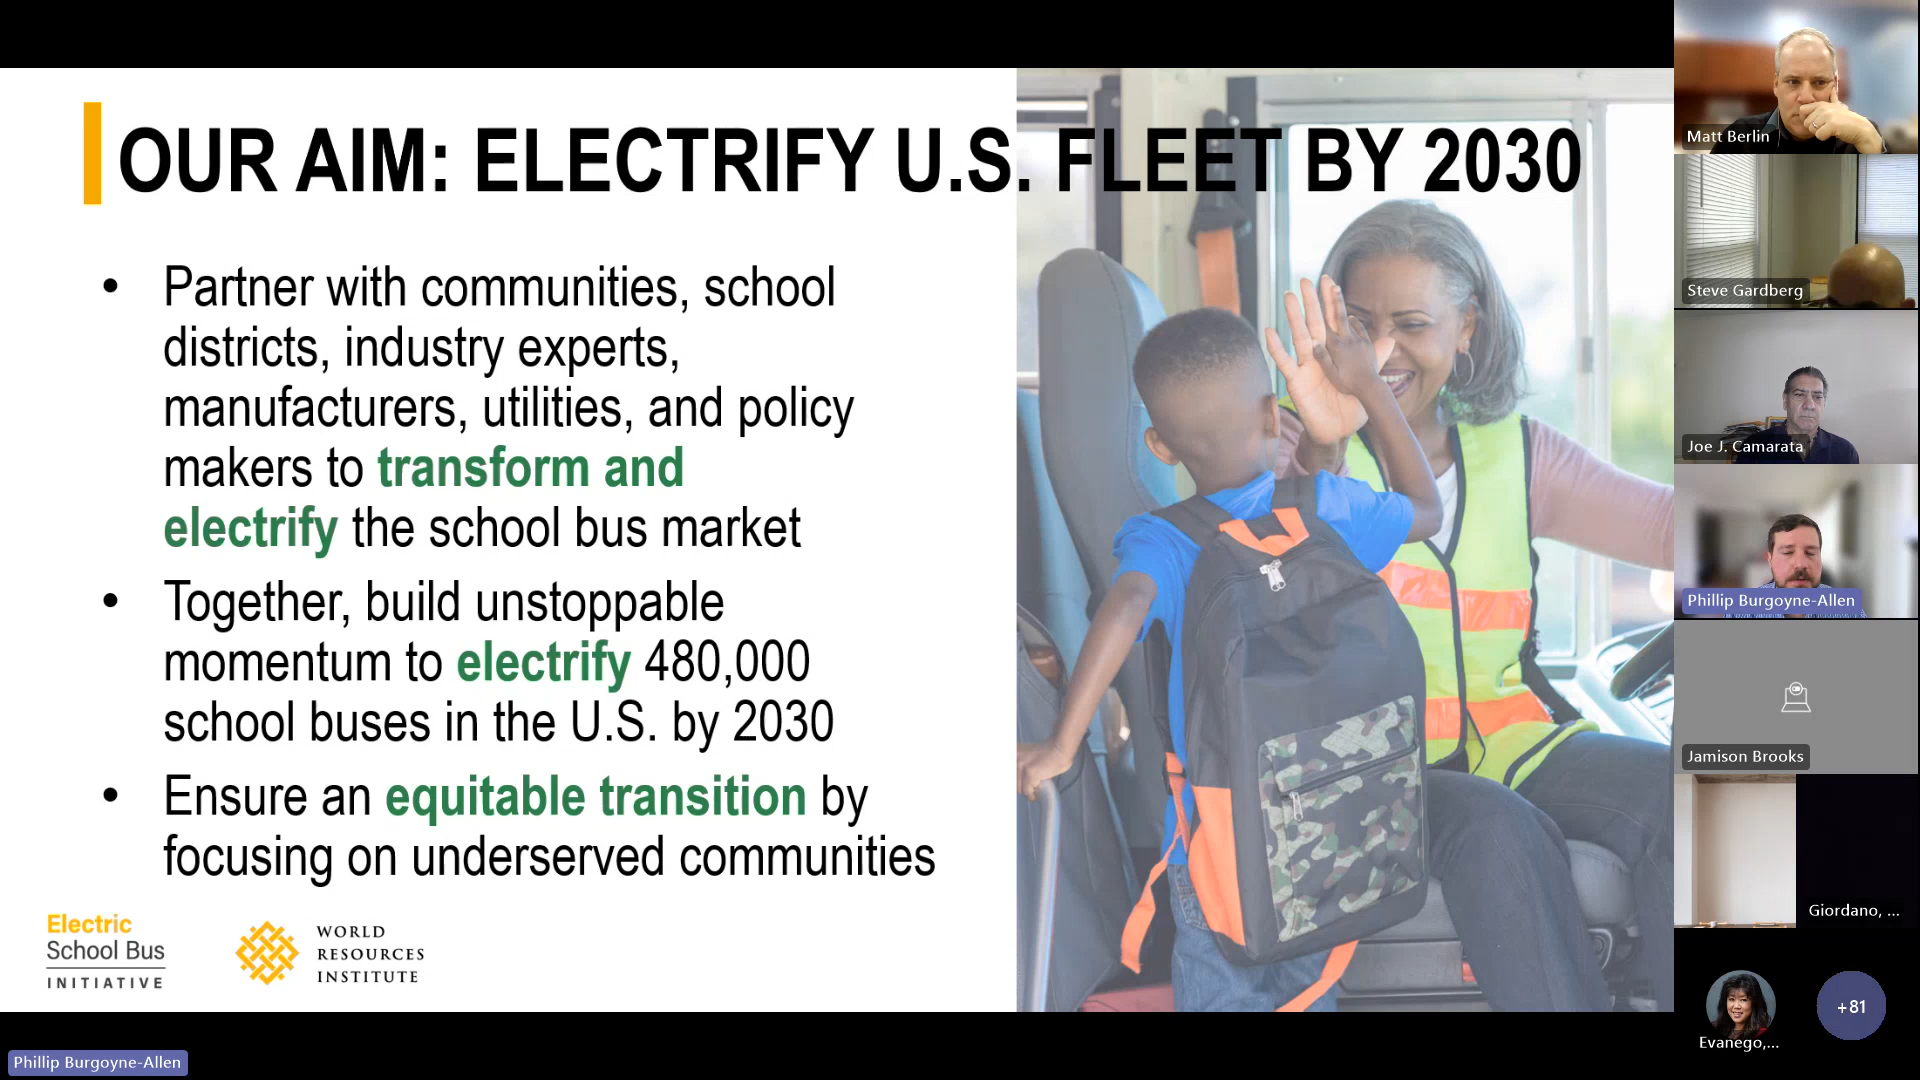 OUR AIM: ELECTRIFY U.S. FLEET BY 2030
• Partner with communities, school
districts, industry experts,
manufacturers, utilities, and policy
makers to transform and
electrify the school bus market
• Together, build unstoppable
momentum to electrify 480,000
school buses in the U.S. by 2030
• Ensure an equitable transition by
focusing on underserved communities
Electric
School Bus
INITIATIVE
WORLD
RESOURCES
INSTITUTE
Phillip Burgoyne-Allen
Matt Berlin
Steve Gardberg
Joe J. Camarata
Phillip Burgoyne-Allen
Jamison Brooks
Giordano, ...
Evanego,...
+81